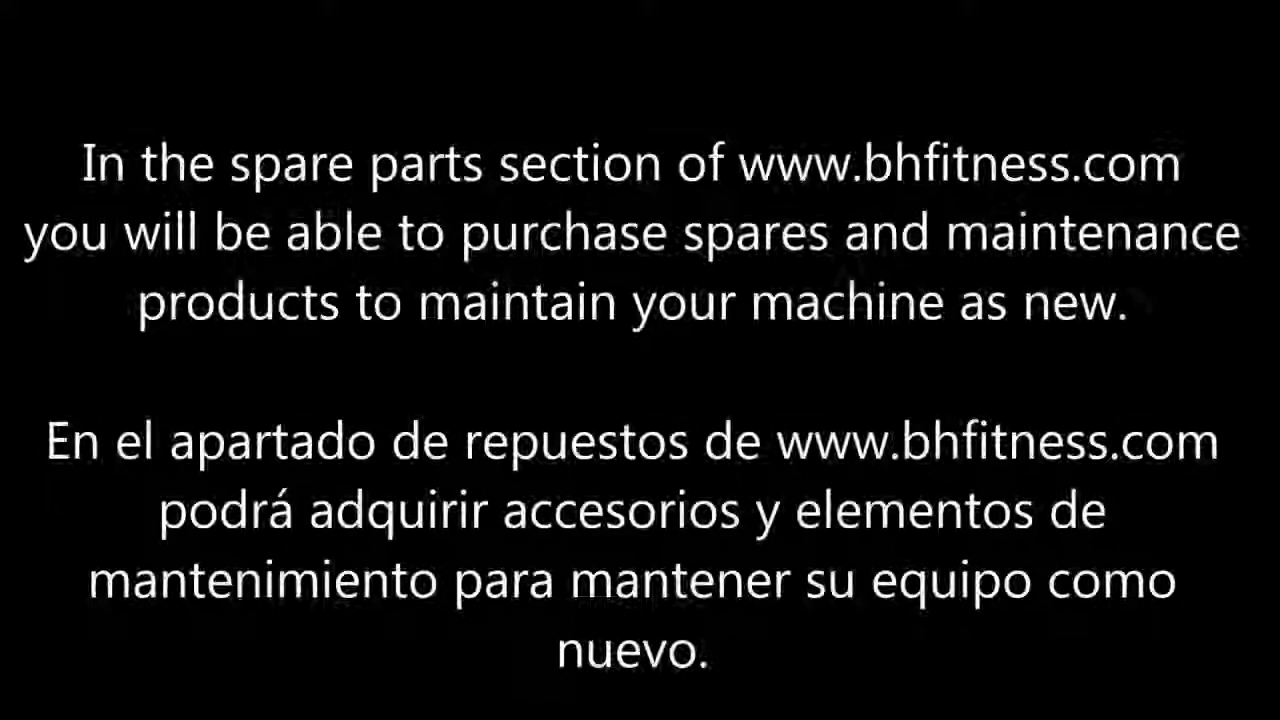 In the spare parts section of www.bhfitness.com
you will be able to purchase spares and maintenance
products to maintain your machine as new.
En el apartado de repuestos de www.bhfitness.com
podrá adquirir accesorios y elementos de
mantenimiento para mantener su equipo como
nuevo.